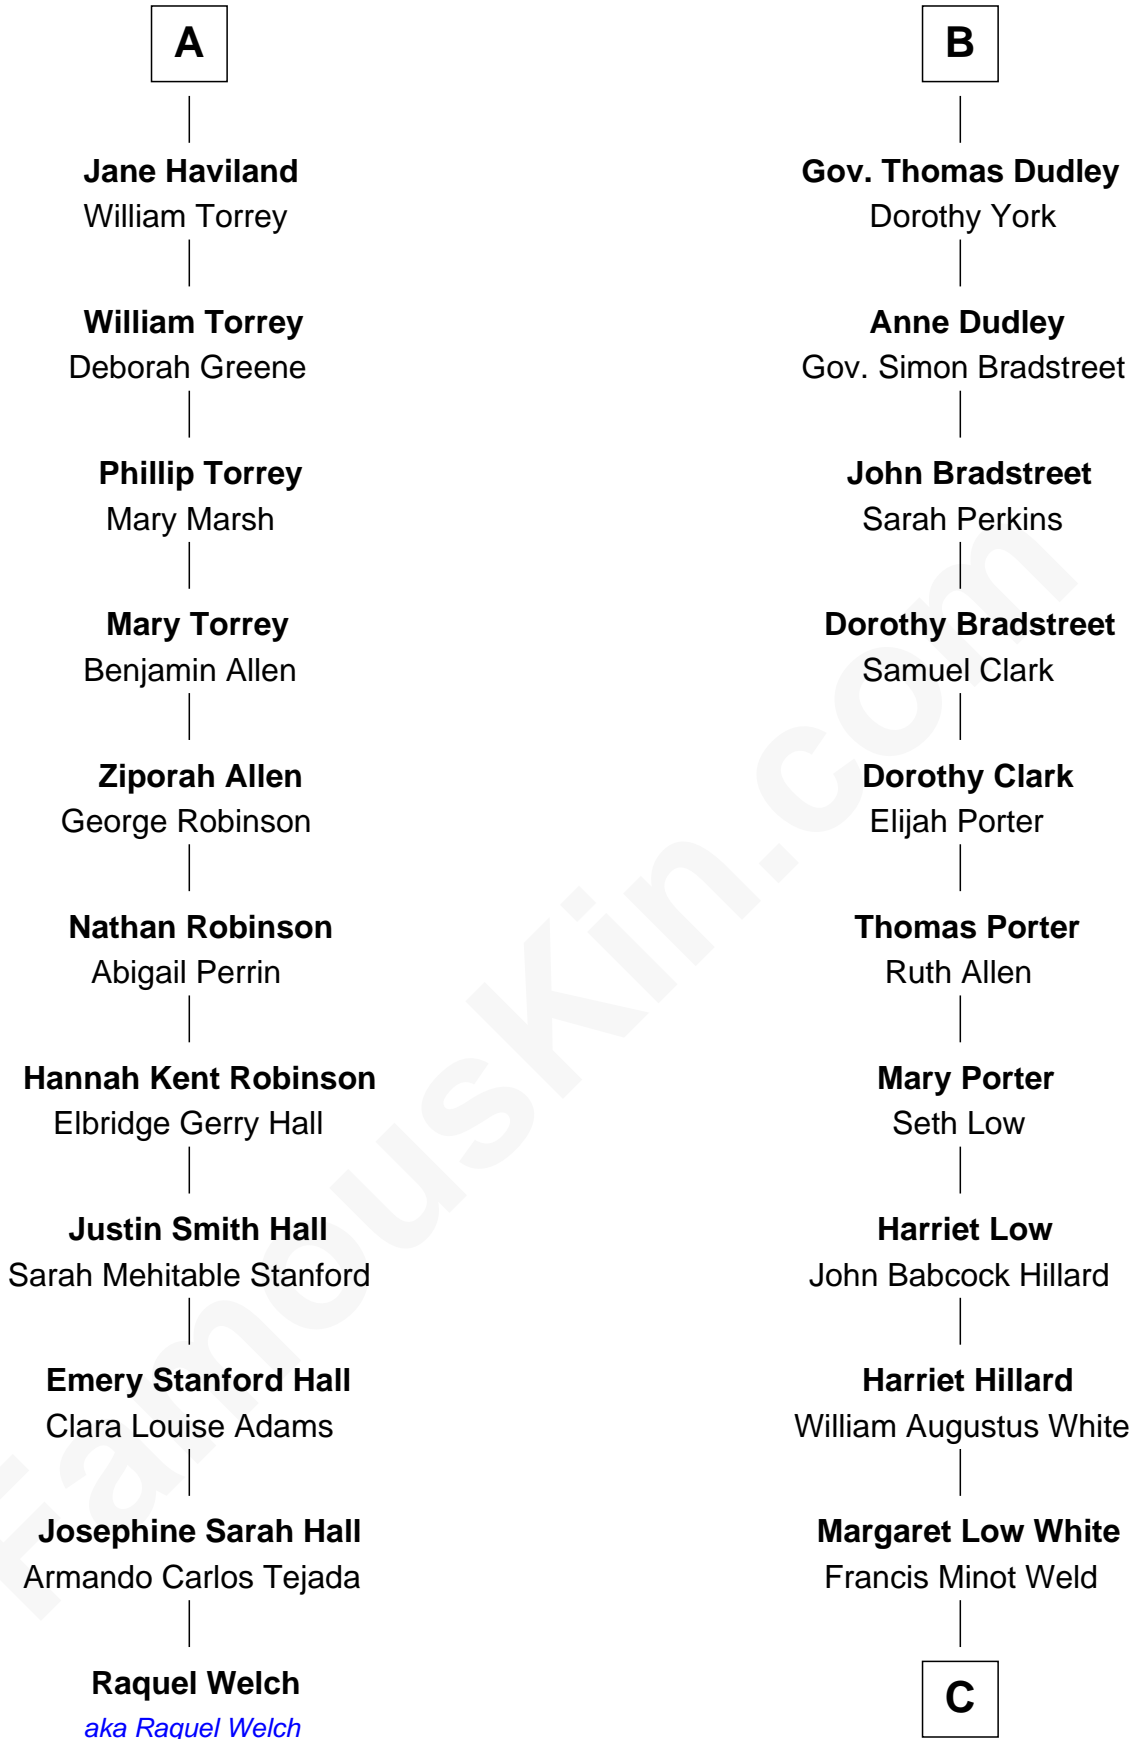 A
Jane Haviland
William Torrey
William Torrey
Deborah Greene
Phillip Torrey
Mary Marsh
Mary Torrey
Benjamin Allen
Ziporah Allen
George Robinson
Nathan Robinson
Abigail Perrin
Hannah Kent Robinson
Elbridge Gerry Hall
Justin Smith Hall
Sarah Mehitable Stanford
Emery Stanford Hall
Clara Louise Adams
Josephine Sarah Hall
Armando Carlos Tejada
Raquel Welch
aka Raquel Welch
B
Gov. Thomas Dudley
Dorothy York
Anne Dudley
Gov. Simon Bradstreet
John Bradstreet
Sarah Perkins
Dorothy Bradstreet
Samuel Clark
Dorothy Clark
Elijah Porter
Thomas Porter
Ruth Allen
Mary Porter
Seth Low
Harriet Low
John Babcock Hillard
Harriet Hillard
William Augustus White
Margaret Low White
Francis Minot Weld
C
FamousKin.com